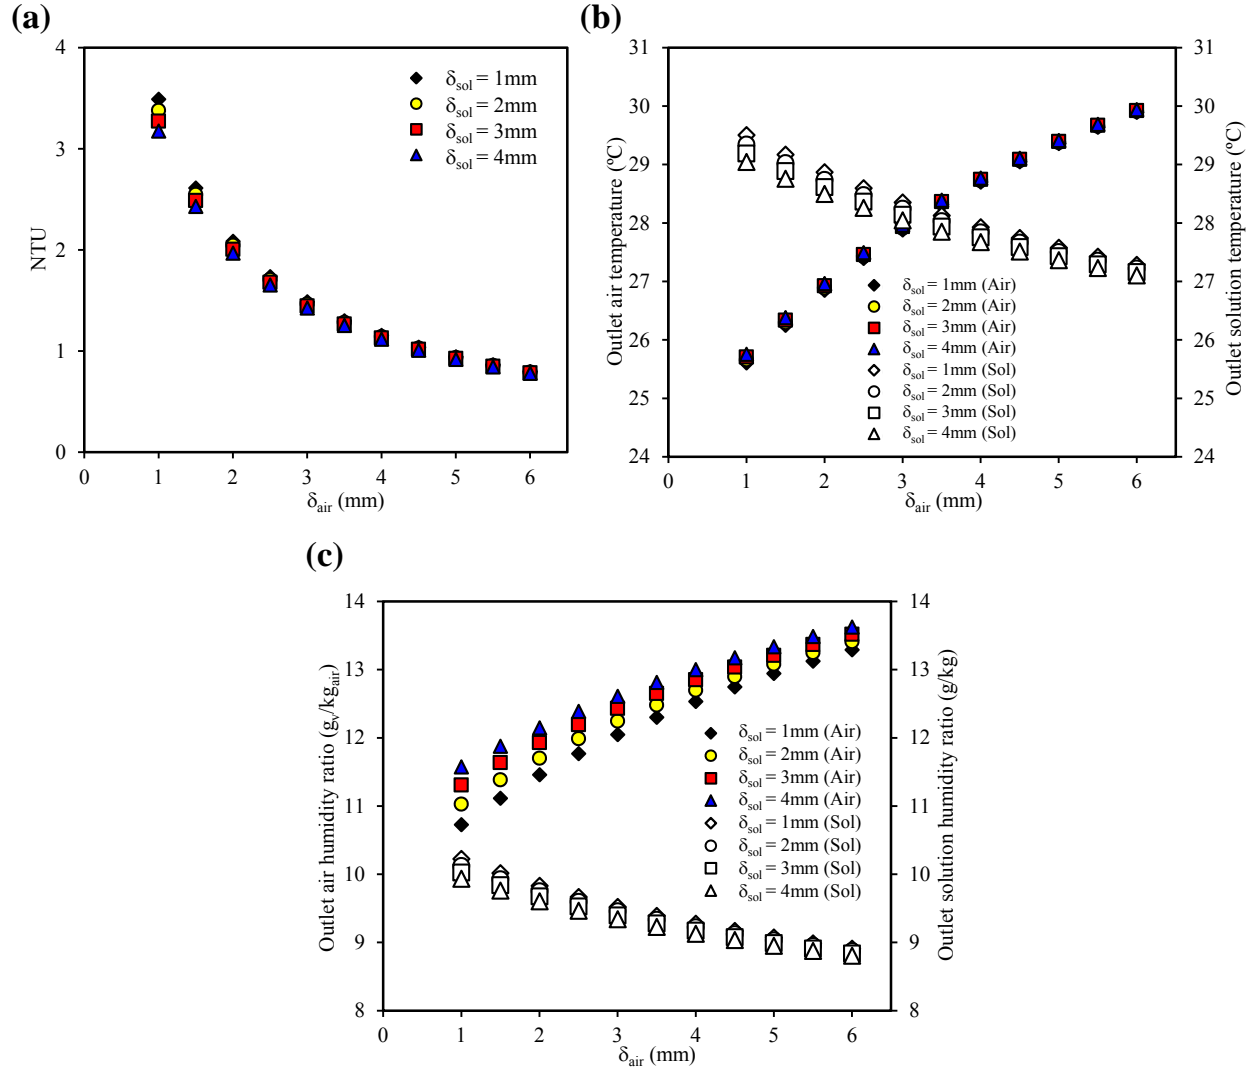 (a)
4
3
2
1
0
0 1 2 3 4 5 6
NTU
δair (mm)
δsol = 1mm
δsol = 2mm
δsol = 3mm
δsol = 4mm
(b)
31
30
29
28
27
26
25
24
31
30
29
28
27
26
25
24
0 1 2 3 4 5 6
Outlet air temperature (ºC)
Outlet solution temperature (ºC)
δair (mm)
δsol = 1mm (Air)
δsol = 2mm (Air)
δsol = 3mm (Air)
δsol = 4mm (Air)
δsol = 1mm (Sol)
δsol = 2mm (Sol)
δsol = 3mm (Sol)
δsol = 4mm (Sol)
(c)
14
13
12
11
10
9
8
14
13
12
11
10
9
8
0 1 2 3 4 5 6
Outlet air humidity ratio (gv/kgair)
Outlet solution humidity ratio (g/kg)
δair (mm)
δsol = 1mm (Air)
δsol = 2mm (Air)
δsol = 3mm (Air)
δsol = 4mm (Air)
δsol = 1mm (Sol)
δsol = 2mm (Sol)
δsol = 3mm (Sol)
δsol = 4mm (Sol)